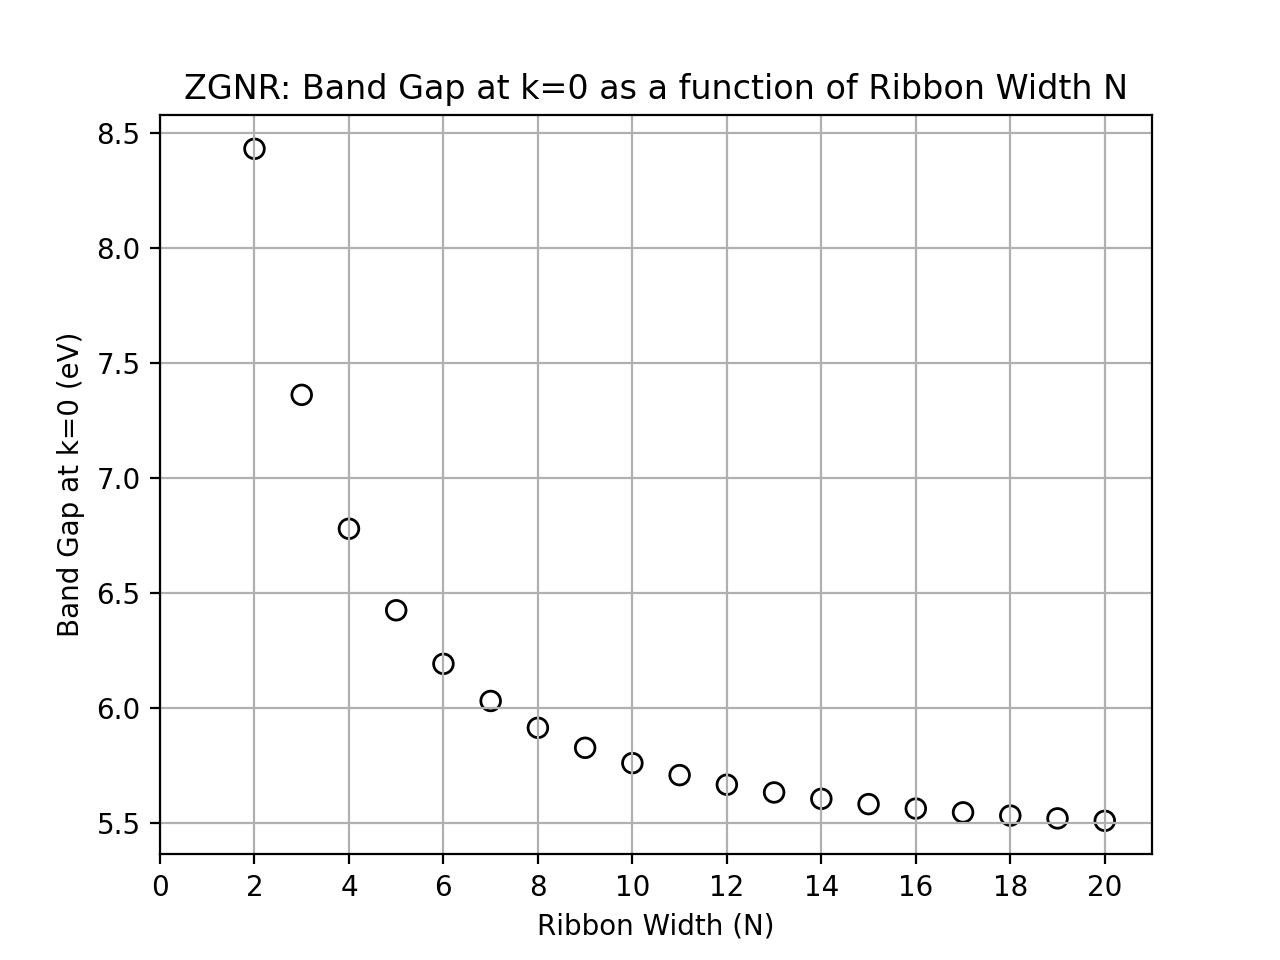 ZGNR: Band Gap at k=0 as a function of Ribbon Width N
Band Gap at k=0 (eV)
8.5
8.0
7.5
7.0
6.5
6.0
5.5
0 2 4 6 8 10 12 14 16 18 20
Ribbon Width (N)